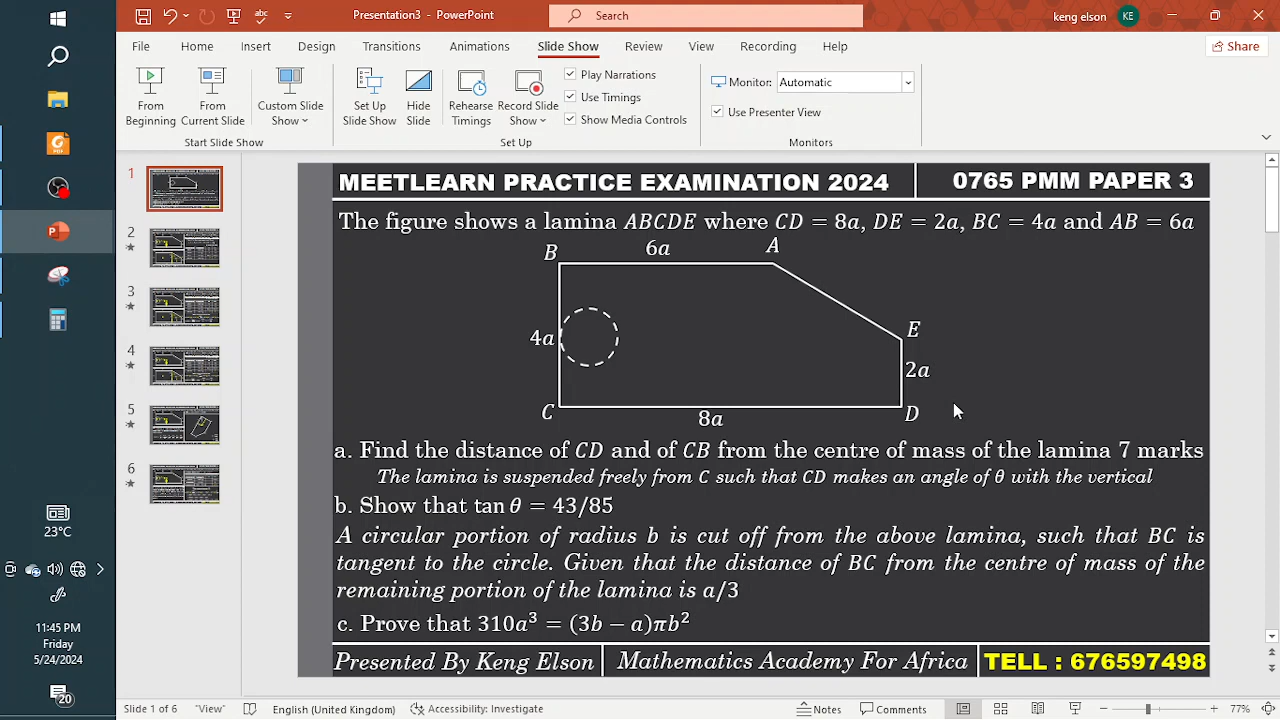 Presentation3 - PowerPoint
Search
keng elson KE
File Home Insert Design Transitions Animations Slide Show Review View Recording Help
Share
From Beginning
From Current Slide
Custom Slide Show
Start Slide Show
Set Up Slide Show
Hide Slide
Rehearse Timings
Record Slide Show
Play Narrations
Use Timings
Show Media Controls
Set Up
Monitor: Automatic
Use Presenter View
Monitors
1
2
3
4
5
6
MEETLEARN PRACTICE EXAMINATION 2024 0765 PMM PAPER 3
The figure shows a lamina ABCDE where CD = 8a, DE = 2a, BC = 4a and AB = 6a
B 6a A
4a
E
2a
C 8a D
a. Find the distance of CD and of CB from the centre of mass of the lamina 7 marks
The lamina is suspended freely from C such that CD makes an angle of θ with the vertical
b. Show that tan θ = 43/85
A circular portion of radius b is cut off from the above lamina, such that BC is
tangent to the circle. Given that the distance of BC from the centre of mass of the
remaining portion of the lamina is a/3
c. Prove that 310a³ = (3b − a)πb²
Presented By Keng Elson Mathematics Academy For Africa TELL : 676597498
23°C
11:45 PM
Friday
5/24/2024
20
Slide 1 of 6 "View" English (United Kingdom) Accessibility: Investigate Notes Comments 77%